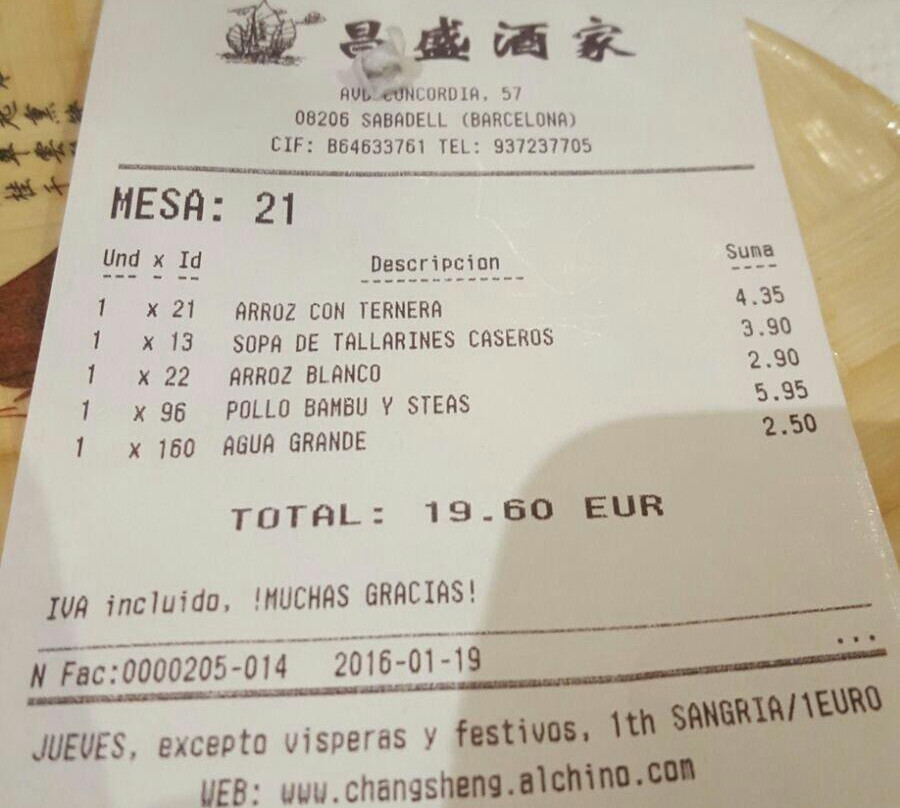 昌盛酒家
AVD CONCORDIA, 57
08206 SABADELL (BARCELONA)
CIF: B64633761 TEL: 937237705
MESA: 21
Und x Id Descripcion Suma
1 x 21 ARROZ CON TERNERA 4.35
1 x 13 SOPA DE TALLARINES CASEROS 3.90
1 x 22 ARROZ BLANCO 2.90
1 x 96 POLLO BAMBU Y STEAS 5.95
1 x 160 AGUA GRANDE 2.50
TOTAL: 19.60 EUR
IVA incluido, !MUCHAS GRACIAS!
...
N Fac:0000205-014 2016-01-19
JUEVES, excepto visperas y festivos, 1th SANGRIA/1EURO
WEB: www.changsheng.alchino.com